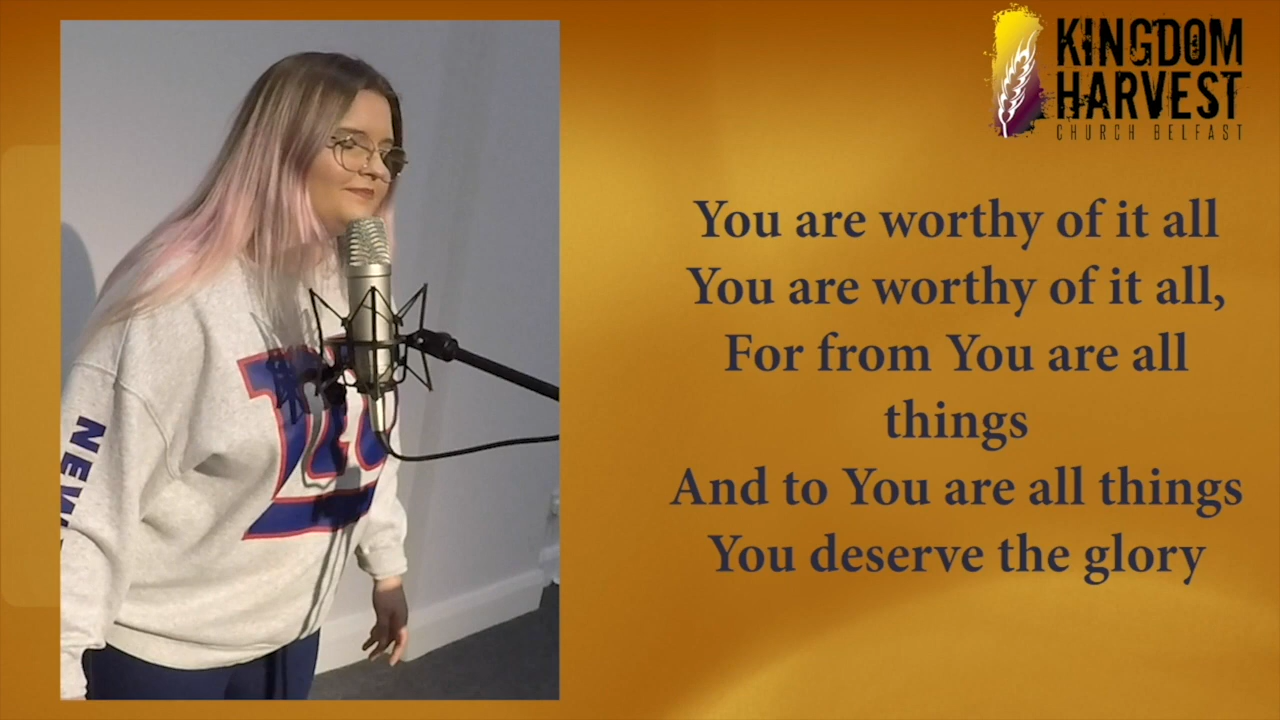 KINGDOM
HARVEST
CHURCH BELFAST
You are worthy of it all
You are worthy of it all,
For from You are all
things
And to You are all things
You deserve the glory